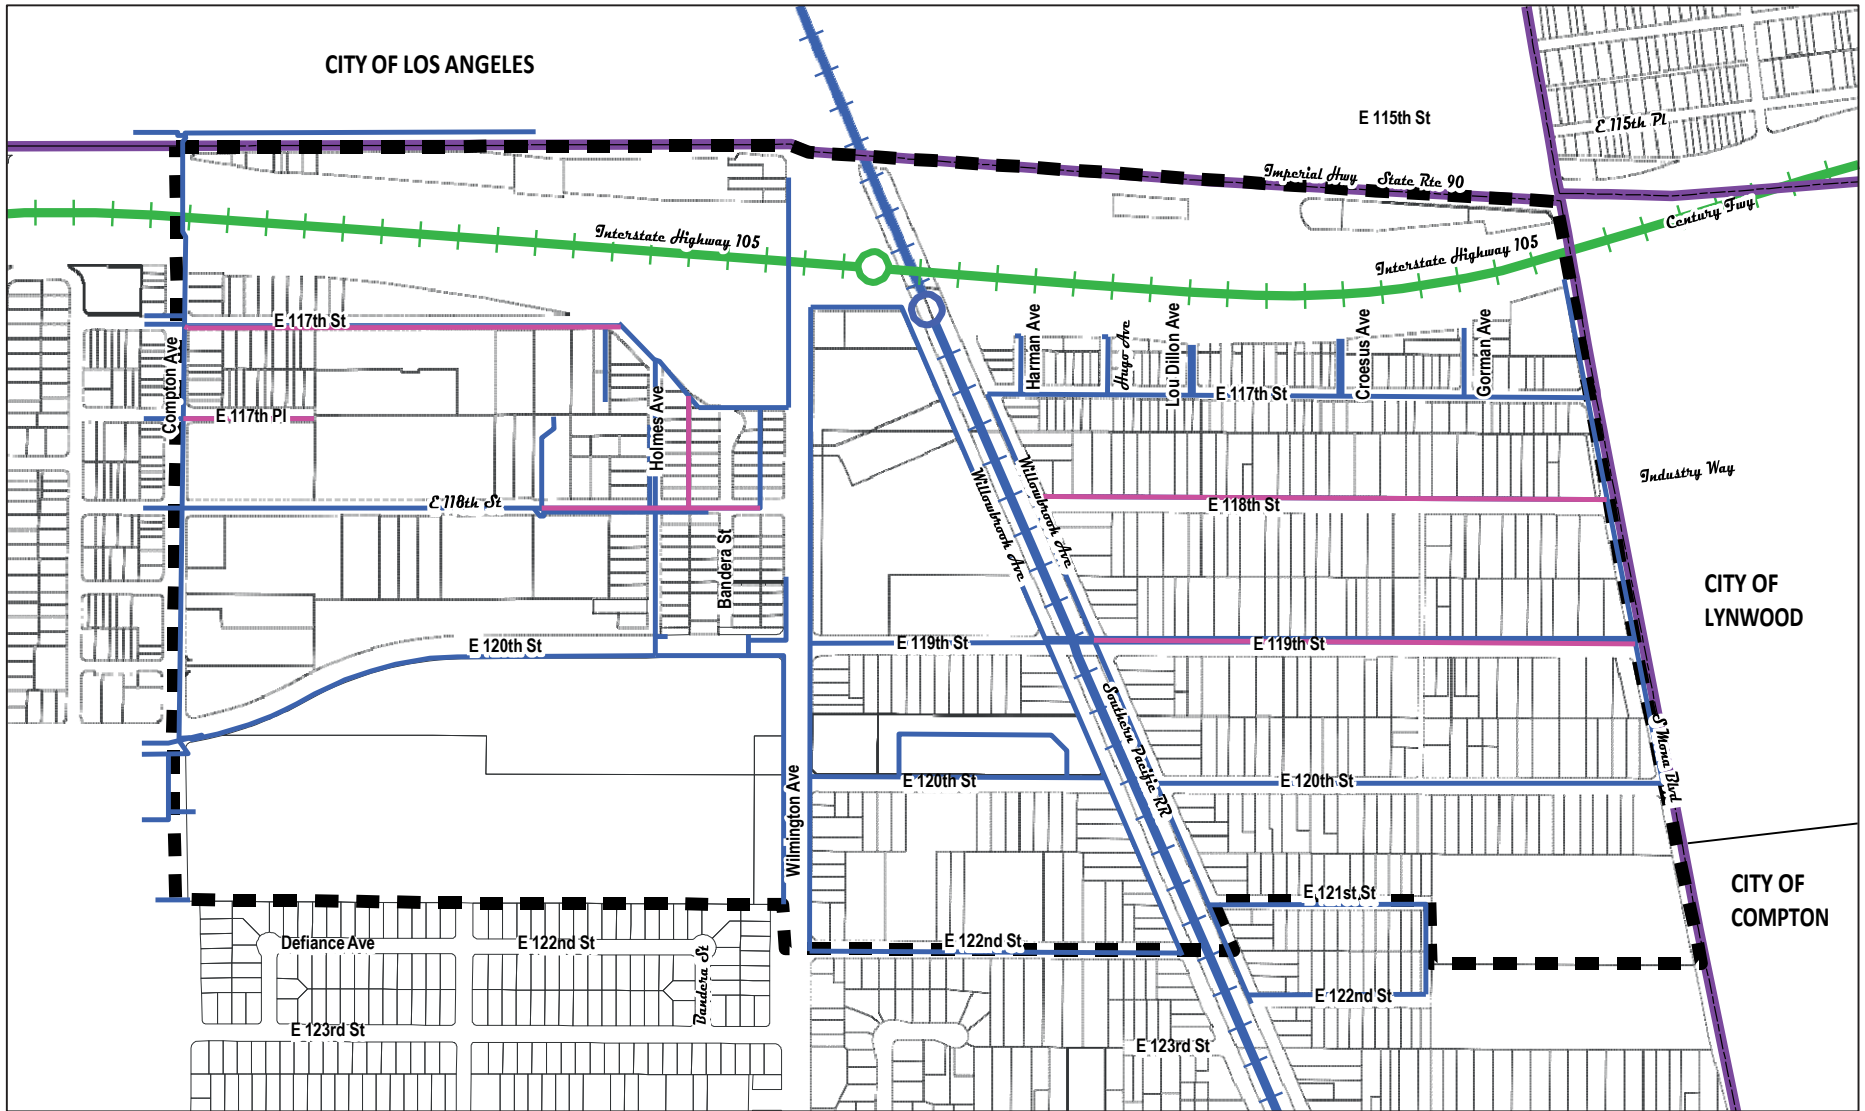 CITY OF LOS ANGELES
E 115th St
E 115th Pl
Imperial Hwy State Rte 90
Century Fwy
Interstate Highway 105
Interstate Highway 105
E 117th St
Compton Ave
E 117th Pl
Holmes Ave
E 118th St
Bandera St
E 120th St
Harman Ave
Hugo Ave
Lou Dillon Ave
Croesus Ave
Gorman Ave
E 117th St
Industry Way
Willowbrook Ave
Willowbrook Ave
E 118th St
CITY OF
LYNWOOD
E 119th St
E 119th St
Southern Pacific RR
S Mona Blvd
Wilmington Ave
E 120th St
E 120th St
CITY OF
COMPTON
E 121st St
Defiance Ave
E 122nd St
E 122nd St
Bandera St
E 122nd St
E 123rd St
E 123rd St